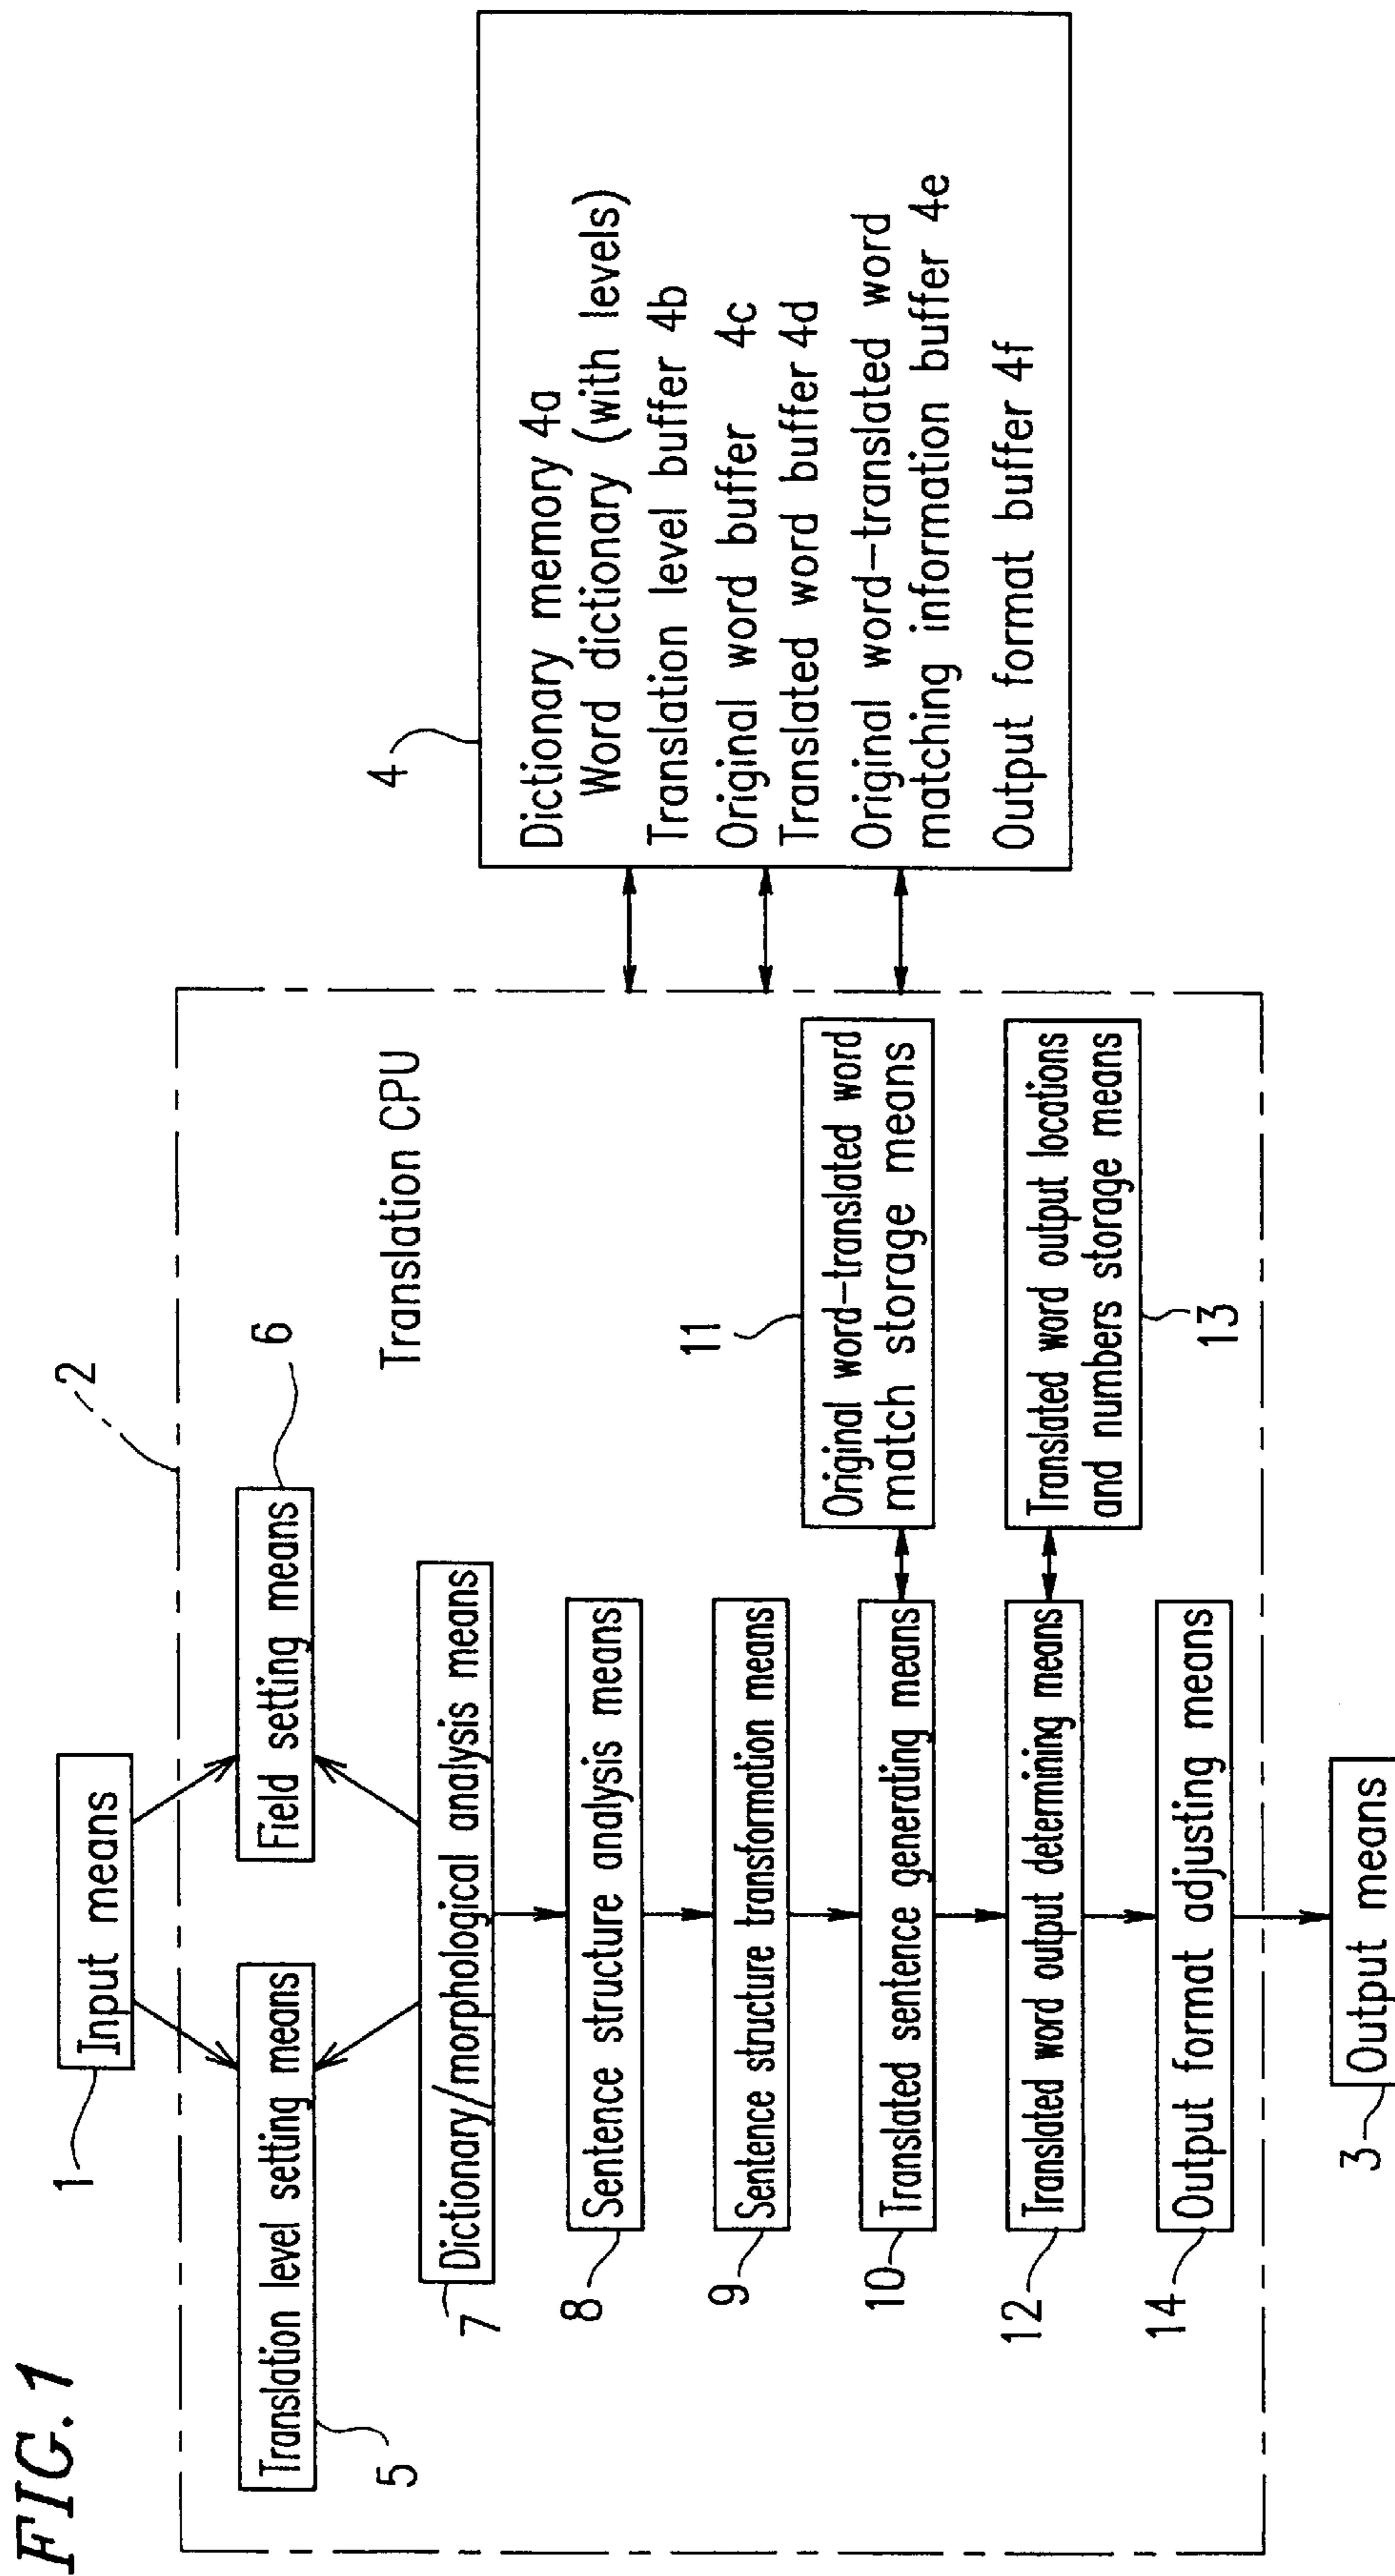 FIG. 1
1
Input means
2
Translation level setting means
5
Field setting means
6
Translation CPU
7
Dictionary/morphological analysis means
8
Sentence structure analysis means
9
Sentence structure transformation means
10
Translated sentence generating means
11
Original word-translated word
match storage means
12
Translated word output determining means
Translated word output locations
and numbers storage means
13
14
Output format adjusting means
3
Output means
4
Dictionary memory 4a
Word dictionary (with levels)
Translation level buffer 4b
Original word buffer 4c
Translated word buffer 4d
Original word-translated word
matching information buffer 4e
Output format buffer 4f